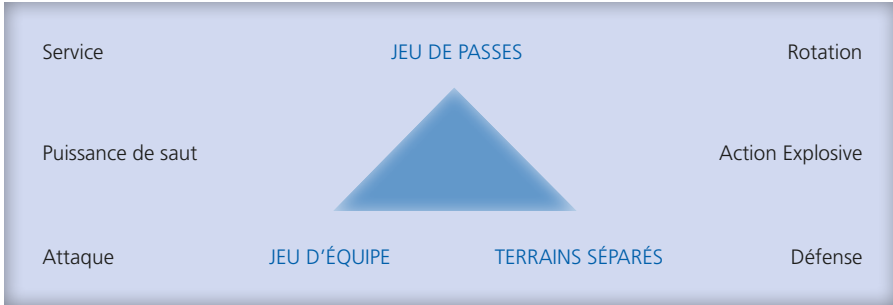 Service JEU DE PASSES Rotation
Puissance de saut Action Explosive
Attaque JEU D’ÉQUIPE TERRAINS SÉPARÉS Défense